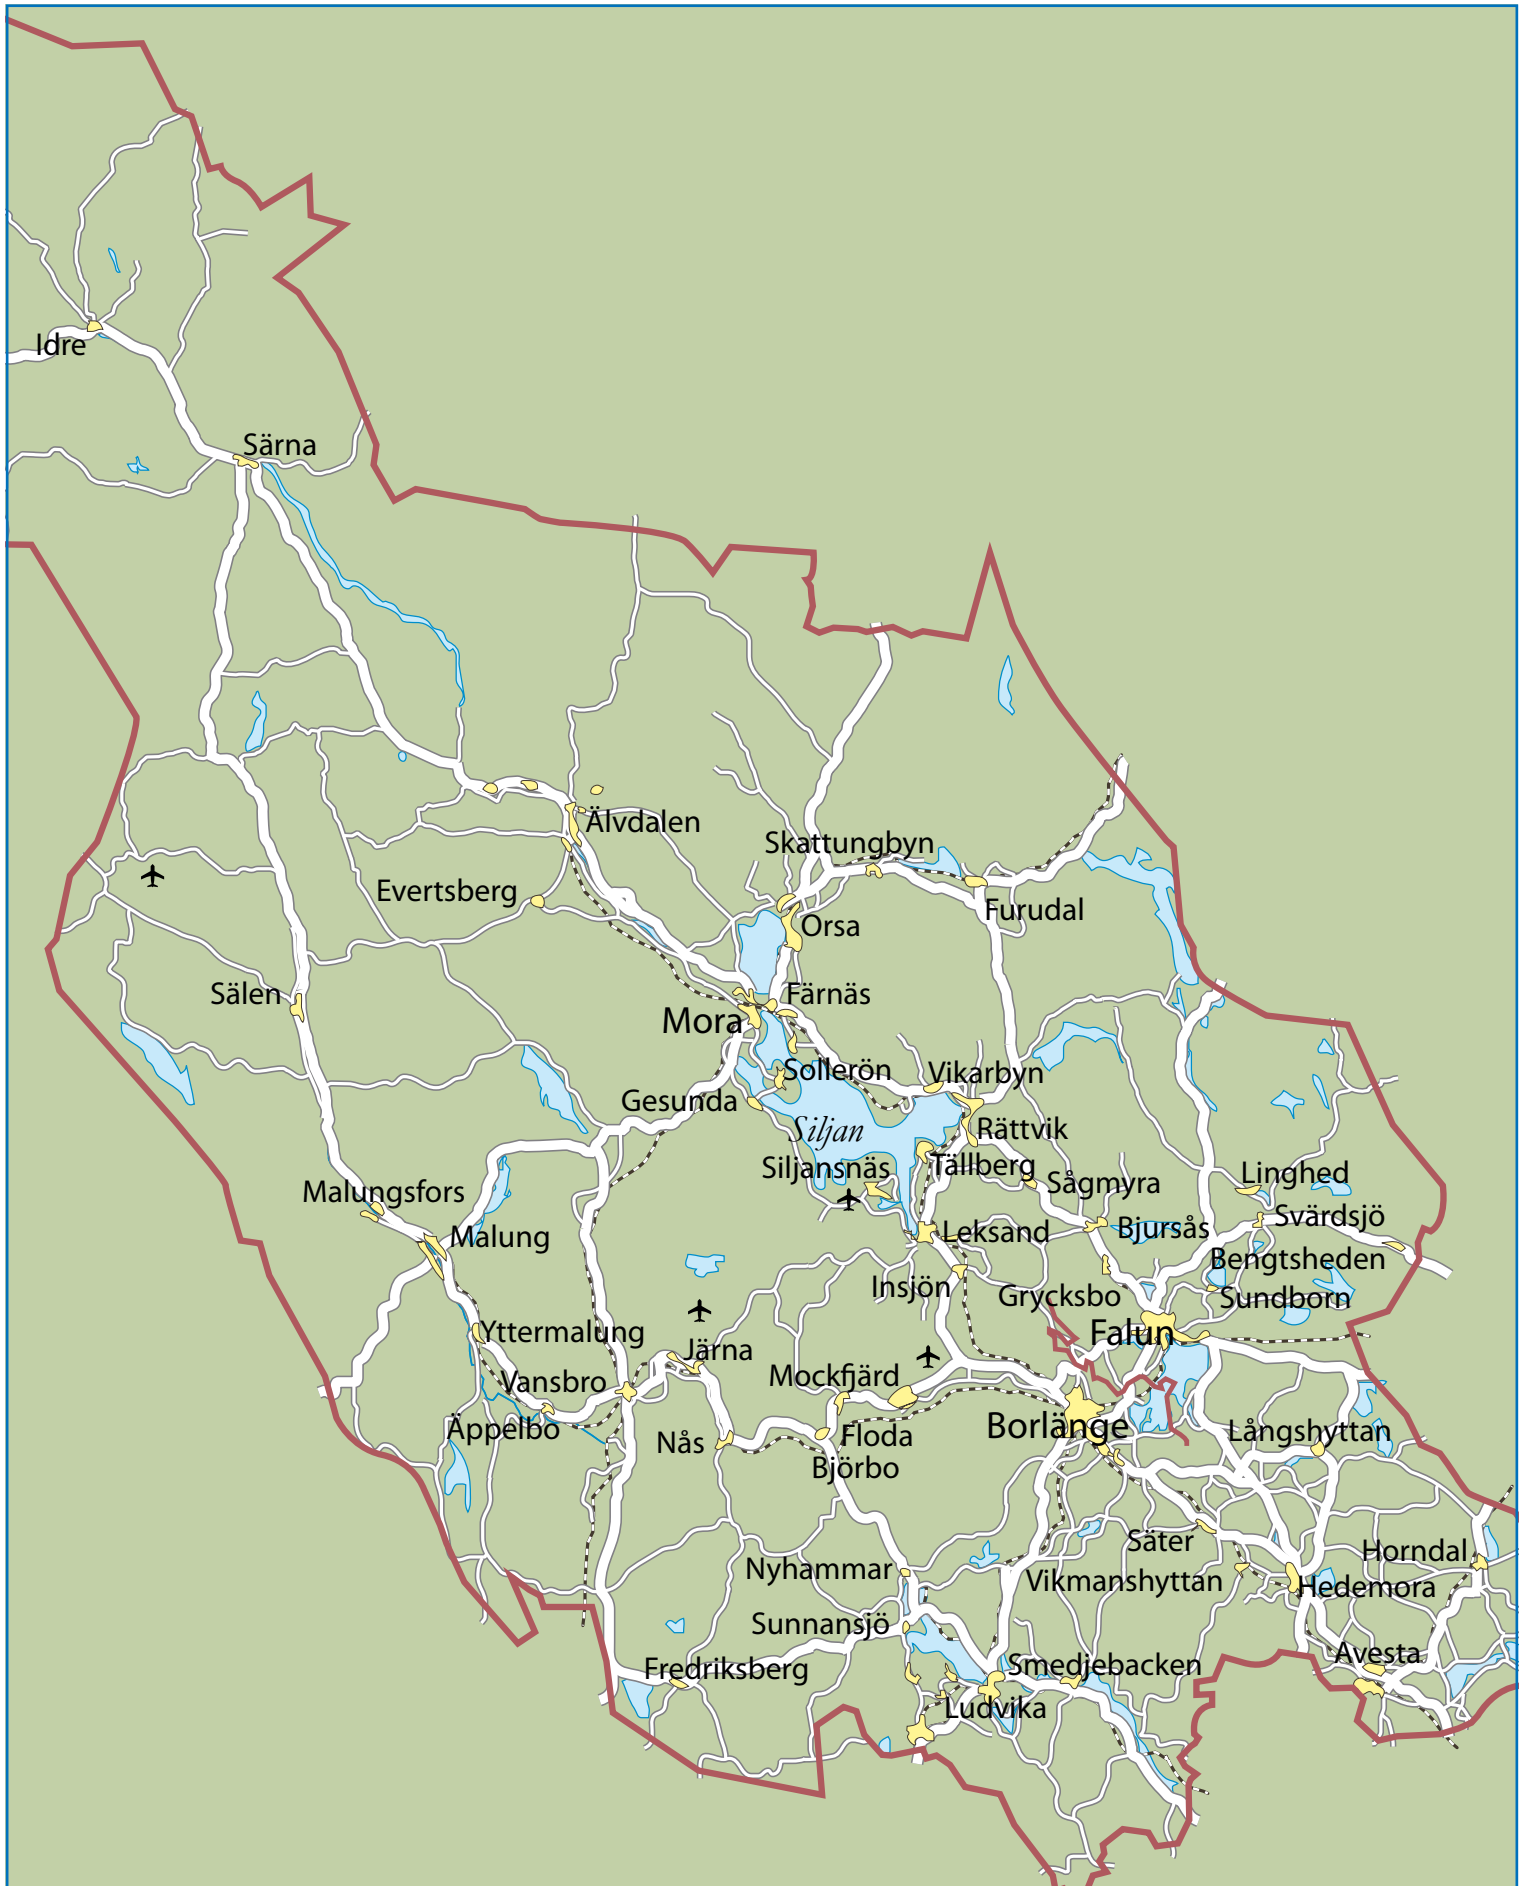 Idre
Särna
Älvdalen
Skattungbyn
Evertsberg
Furudal
Orsa
Sälen
Färnäs
Mora
Sollerön
Vikarbyn
Gesunda
Siljan
Rättvik
Siljansnäs
Tällberg
Sågmyra
Linghed
Malungsfors
Svärdsjö
Bjursås
Leksand
Malung
Bengtsheden
Insjön
Grycksbo
Sundborn
Yttermalung
Falun
Järna
Mockfjärd
Vansbro
Äppelbo
Borlänge
Långshyttan
Nås
Floda
Björbo
Säter
Horndal
Nyhammar
Vikmanshyttan
Hedemora
Sunnansjö
Avesta
Fredriksberg
Smedjebacken
Ludvika